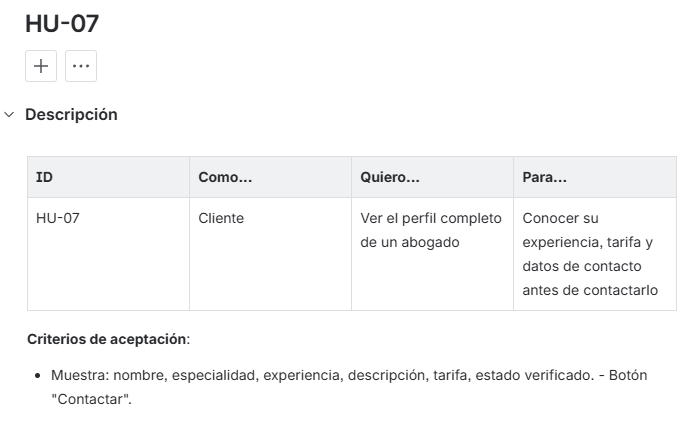 HU-07
Descripción
ID Como... Quiero... Para...
HU-07 Cliente Ver el perfil completo de un abogado Conocer su experiencia, tarifa y datos de contacto antes de contactarlo
Criterios de aceptación:
• Muestra: nombre, especialidad, experiencia, descripción, tarifa, estado verificado. - Botón
"Contactar".